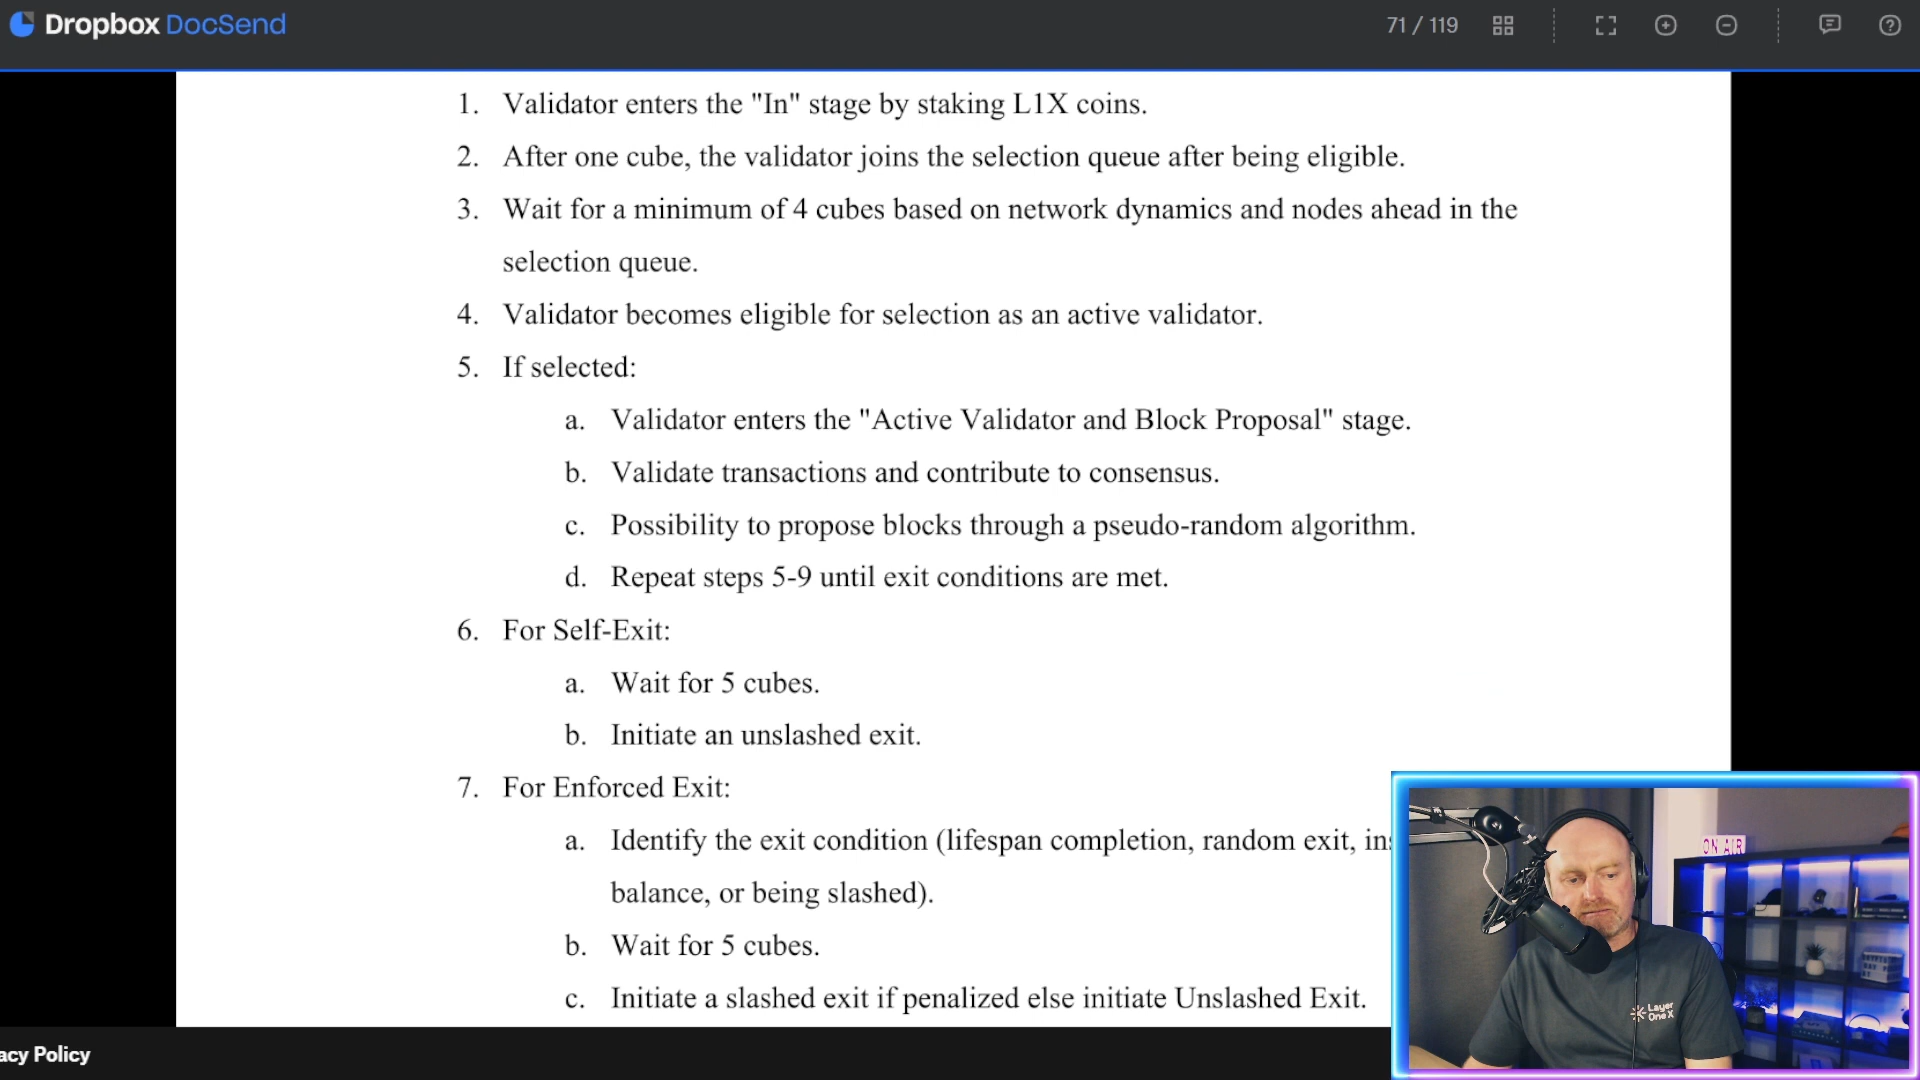 Dropbox DocSend
71 / 119
1. Validator enters the "In" stage by staking L1X coins.
2. After one cube, the validator joins the selection queue after being eligible.
3. Wait for a minimum of 4 cubes based on network dynamics and nodes ahead in the
selection queue.
4. Validator becomes eligible for selection as an active validator.
5. If selected:
a. Validator enters the "Active Validator and Block Proposal" stage.
b. Validate transactions and contribute to consensus.
c. Possibility to propose blocks through a pseudo-random algorithm.
d. Repeat steps 5-9 until exit conditions are met.
6. For Self-Exit:
a. Wait for 5 cubes.
b. Initiate an unslashed exit.
7. For Enforced Exit:
a. Identify the exit condition (lifespan completion, random exit,
balance, or being slashed).
b. Wait for 5 cubes.
c. Initiate a slashed exit if penalized else initiate Unslashed Exit.
ON AIR
Layer
One X
acy Policy